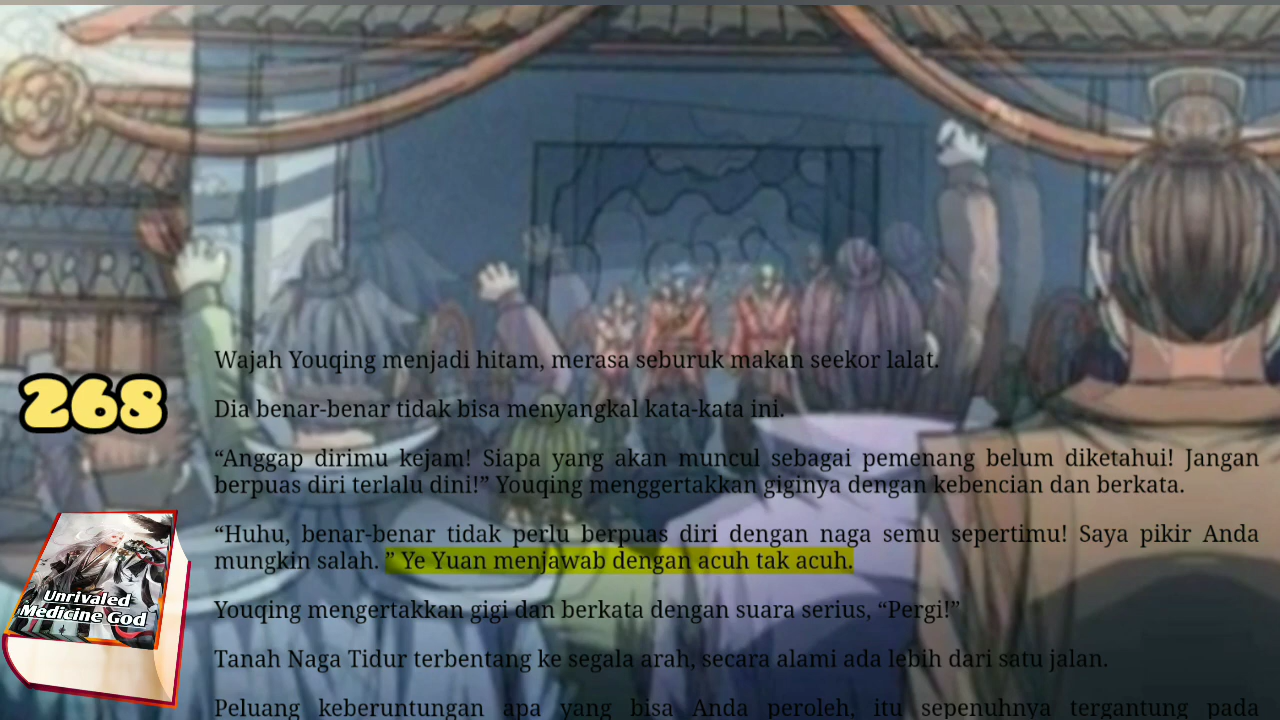 Wajah Youqing menjadi hitam, merasa seburuk makan seekor lalat.
Dia benar-benar tidak bisa menyangkal kata-kata ini.
268
“Anggap dirimu kejam! Siapa yang akan muncul sebagai pemenang belum diketahui! Jangan
berpuas diri terlalu dini!” Youqing menggertakkan giginya dengan kebencian dan berkata.
“Huhu, benar-benar tidak perlu berpuas diri dengan naga semu sepertimu! Saya pikir Anda
mungkin salah. ” Ye Yuan menjawab dengan acuh tak acuh.
Unrivaled
Medicine God
Youqing mengertakkan gigi dan berkata dengan suara serius, “Pergi!”
Tanah Naga Tidur terbentang ke segala arah, secara alami ada lebih dari satu jalan.
Peluang keberuntungan apa yang bisa Anda peroleh, itu sepenuhnya tergantung pada